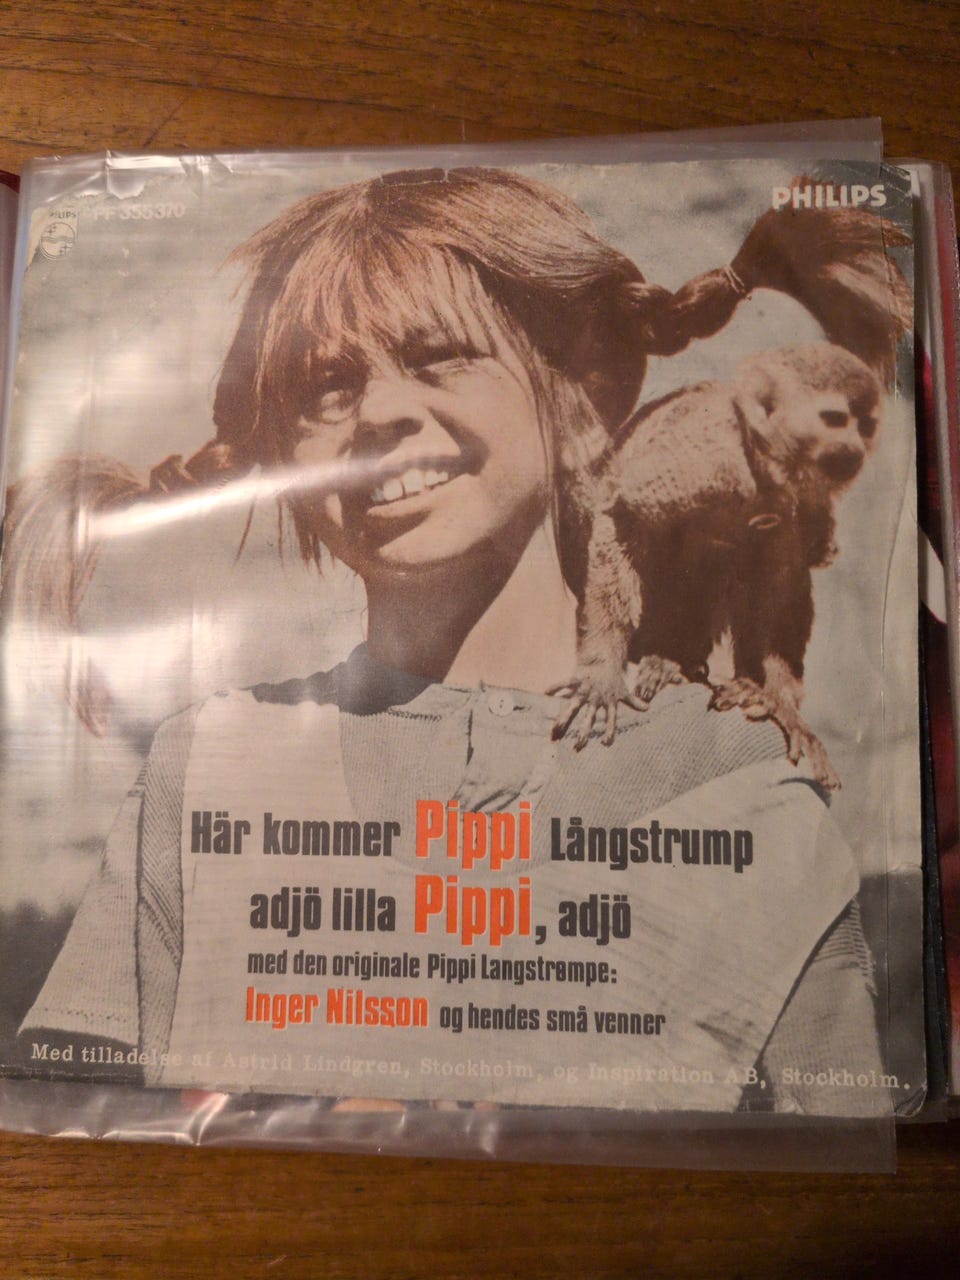 PHILIPS
PF 355370
PHILIPS
Här kommer Pippi Långstrump
adjö lilla Pippi, adjö
med den originale Pippi Langstrømpe:
Inger Nilsson og hendes små venner
Med tilladelse af Astrid Lindgren, Stockholm, og Inspiration AB, Stockholm.